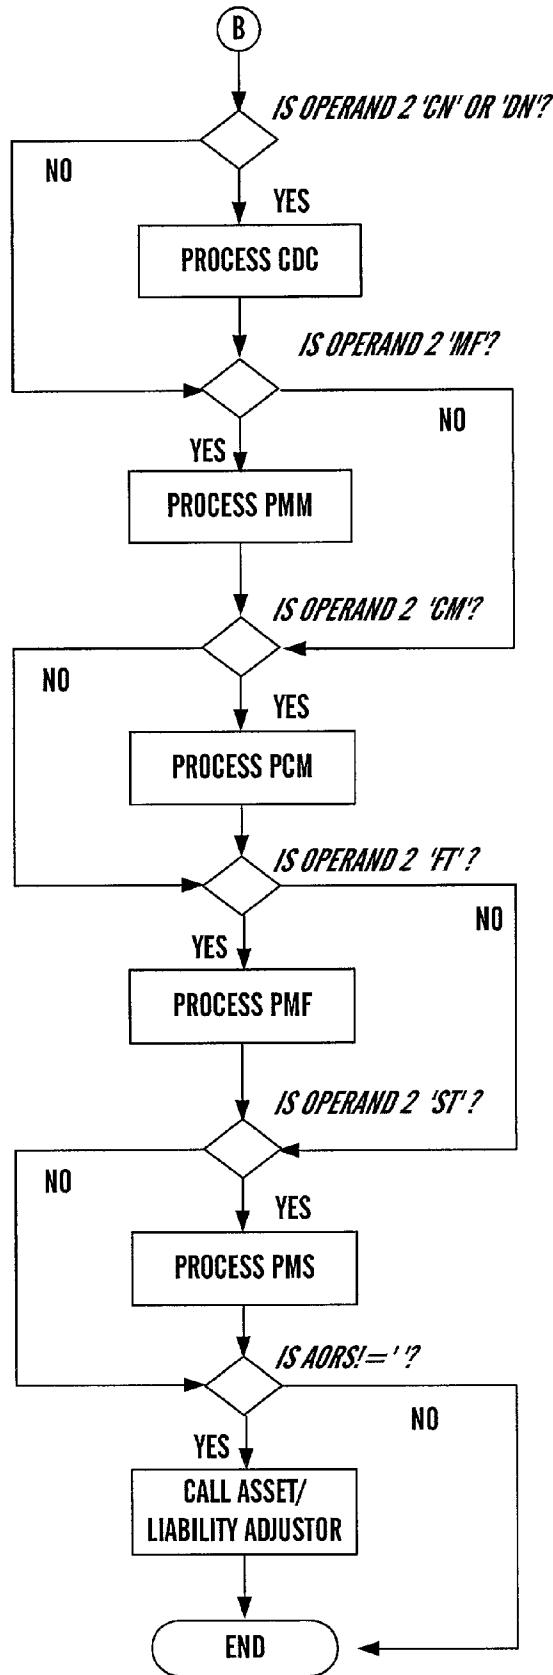 B
IS OPERAND 2 'CN' OR 'DN'?
NO
YES
PROCESS CDC
IS OPERAND 2 'MF'?
NO
YES
PROCESS PMM
IS OPERAND 2 'CM'?
NO
YES
PROCESS PCM
IS OPERAND 2 'FT' ?
NO
YES
PROCESS PMF
IS OPERAND 2 'ST' ?
NO
YES
PROCESS PMS
IS AORS!=' '?
NO
YES
CALL ASSET/
LIABILITY ADJUSTOR
END